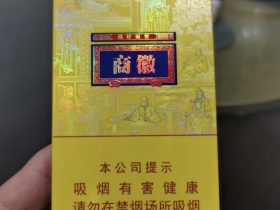 徽商
本公司提示
吸烟有害健康
请勿在禁烟场所吸烟